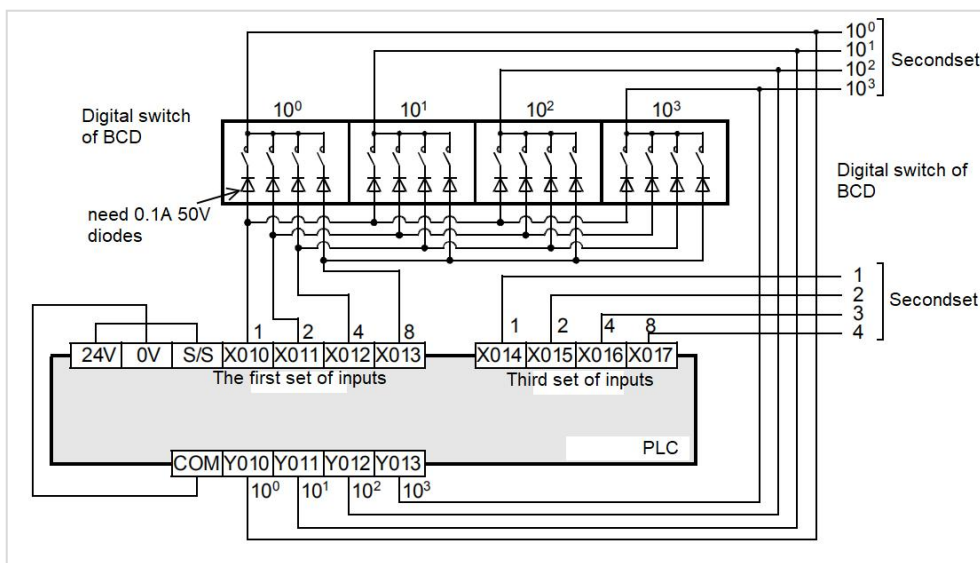 10⁰
10¹
10²
10³
Secondset
Digital switch
of BCD
10⁰ 10¹ 10² 10³
need 0.1A 50V
diodes
Digital switch of
BCD
1
2
3
4
Secondset
1 2 4 8
1 2 4 8
24V 0V S/S X010 X011 X012 X013
X014 X015 X016 X017
The first set of inputs
Third set of inputs
PLC
COM Y010 Y011 Y012 Y013
10⁰ 10¹ 10² 10³